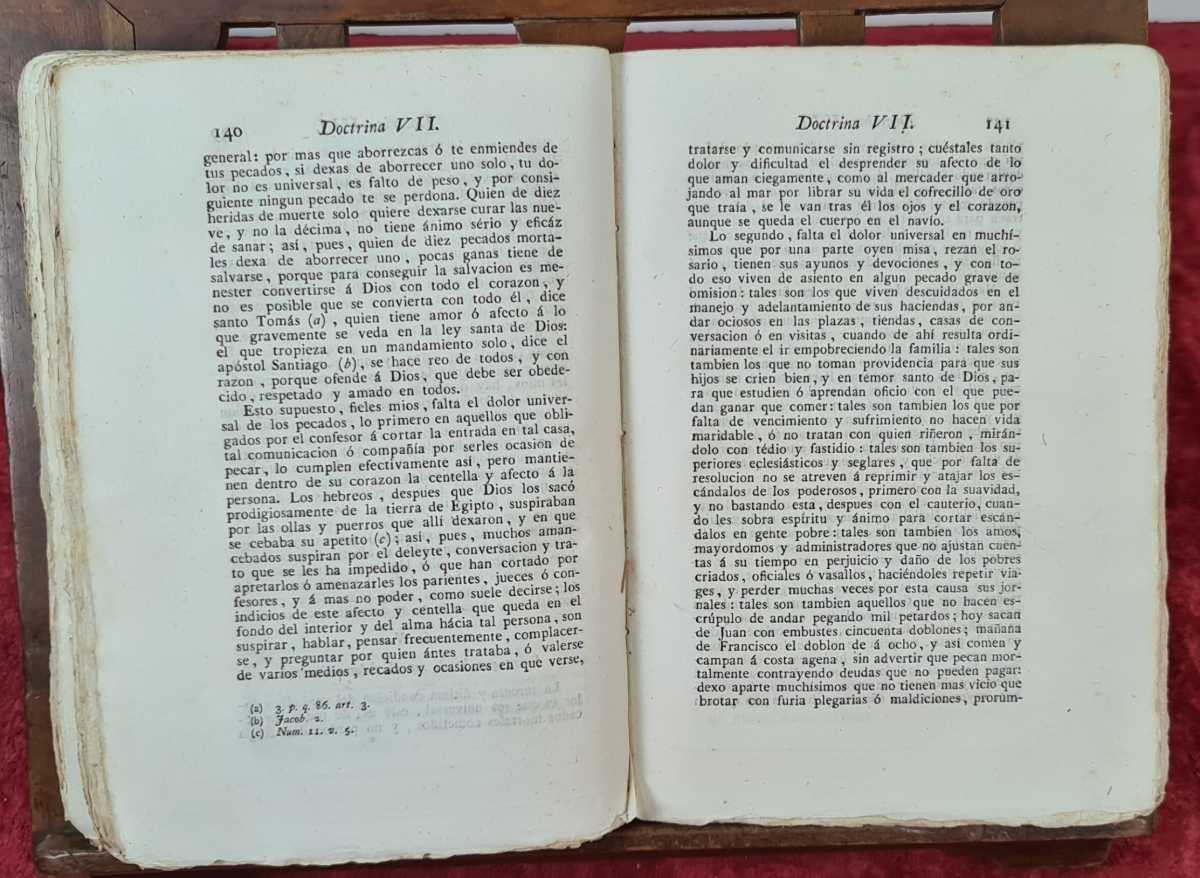 140 Doctrina VII.
general: por mas que aborrezcas ó te enmiendes de
tus pecados, si dexas de aborrecer uno solo, tu do-
lor no es universal, es falto de peso, y por consi-
guiente ningun pecado te se perdona. Quien de diez
heridas de muerte solo quiere dexarse curar las nue-
ve, y no la décima, no tiene ánimo sério y eficáz
de sanar; así, pues, quien de diez pecados morta-
les dexa de aborrecer uno, pocas ganas tiene de
salvarse, porque para conseguir la salvacion es me-
nester convertirse á Dios con todo el corazon, y
no es posible que se convierta con todo él, dice
santo Tomás (a), quien tiene amor ó afecto á lo
que gravemente se veda en la ley santa de Dios:
el que tropieza en un mandamiento solo, dice el
apóstol Santiago (b), se hace reo de todos, y con
razon, porque ofende á Dios, que debe ser obede-
cido, respetado y amado en todos.
Esto supuesto, fieles mios, falta el dolor univer-
sal de los pecados, lo primero en aquellos que obli-
gados por el confesor á cortar la entrada en tal casa,
tal comunicacion ó compañía por serles ocasion de
pecar, lo cumplen efectivamente así, pero mantie-
nen dentro de su corazon la centella y afecto á la
persona. Los hebreos, despues que Dios los sacó
prodigiosamente de la tierra de Egipto, suspiraban
por las ollas y puerros que allí dexaron, y en que
se cebaba su apetito (c); así, pues, muchos aman-
cebados suspiran por el deleyte, conversacion y tra-
to que se les ha impedido, ó que han cortado por
apretarlos ó amenazarles los parientes, jueces ó con-
fesores, y á mas no poder, como suele decirse; los
indicios de este afecto y centella que queda en el
fondo del interior y del alma hácia tal persona, son
suspirar, hablar, pensar frecuentemente, complacer-
se, y preguntar por quien ántes trataba, ó valerse
de varios medios, recados y ocasiones en que verse,
(a) 3. p. q. 86. art. 3.
(b) Jacob. 2.
(c) Num. 11. v. 5.
Doctrina VII. 141
tratarse y comunicarse sin registro; cuéstales tanto
dolor y dificultad el desprender su afecto de lo
que aman ciegamente, como al mercader que arro-
jando al mar por librar su vida el cofrecillo de oro
que traía, se le van tras él los ojos y el corazon,
aunque se queda el cuerpo en el navío.
Lo segundo, falta el dolor universal en muchí-
simos que por una parte oyen misa, rezan el ro-
sario, tienen sus ayunos y devociones, y con to-
do eso viven de asiento en algun pecado grave de
omision: tales son los que viven descuidados en el
manejo y adelantamiento de sus haciendas, por an-
dar ociosos en las plazas, tiendas, casas de con-
versacion ó en visitas, cuando de ahí resulta ordi-
nariamente el ir empobreciendo la familia: tales son
tambien los que no toman providencia para que sus
hijos se crien bien, y en temor santo de Dios, pa-
ra que estudien ó aprendan oficio con el que pue-
dan ganar que comer: tales son tambien los que por
falta de vencimiento y sufrimiento no hacen vida
maridable, ó no tratan con quien riñeron, mirán-
dolo con tédio y fastidio: tales son tambien los su-
periores eclesiásticos y seglares, que por falta de
resolucion no se atreven á reprimir y atajar los es-
cándalos de los poderosos, primero con la suavidad,
y no bastando esta, despues con el cauterio, cuan-
do les sobra espíritu y ánimo para cortar escán-
dalos en gente pobre: tales son tambien los amos,
mayordomos y administradores que no ajustan cuen-
tas á su tiempo en perjuicio y daño de los pobres
criados, oficiales ó vasallos, haciéndoles repetir via-
ges, y perder muchas veces por esta causa sus jor-
nales: tales son tambien aquellos que no hacen es-
crúpulo de andar pegando mil petardos; hoy sacan
de Juan con embustes cincuenta doblones; mañana
de Francisco el doblon de á ocho, y así comen y
campan á costa agena, sin advertir que pecan mor-
talmente contrayendo deudas que no pueden pagar:
dexo aparte muchísimos que no tienen mas vicio que
brotar con furia plegarias ó maldiciones, prorum-